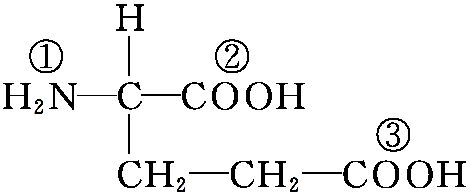 H
① ②
H₂N—C—COOH
③
CH₂—CH₂—COOH